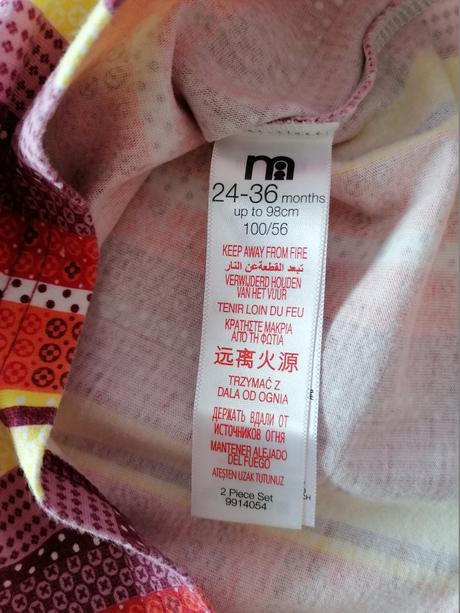 m
24-36 months
up to 98cm
100/56
KEEP AWAY FROM FIRE
تبعد القطعة عن النار
VERWIJDERD HOUDEN
VAN HET VUUR
TENIR LOIN DU FEU
ΚΡΑΤΗΣΤΕ ΜΑΚΡΙΑ
ΑΠΟ ΤΗ ΦΩΤΙΑ
远离火源
TRZYMAĆ Z
DALA OD OGNIA
ДЕРЖАТЬ ВДАЛИ ОТ
ИСТОЧНИКОВ ОГНЯ
MANTENER ALEJADO
DEL FUEGO
ATEŞTEN UZAK TUTUNUZ
2 Piece Set
9914054